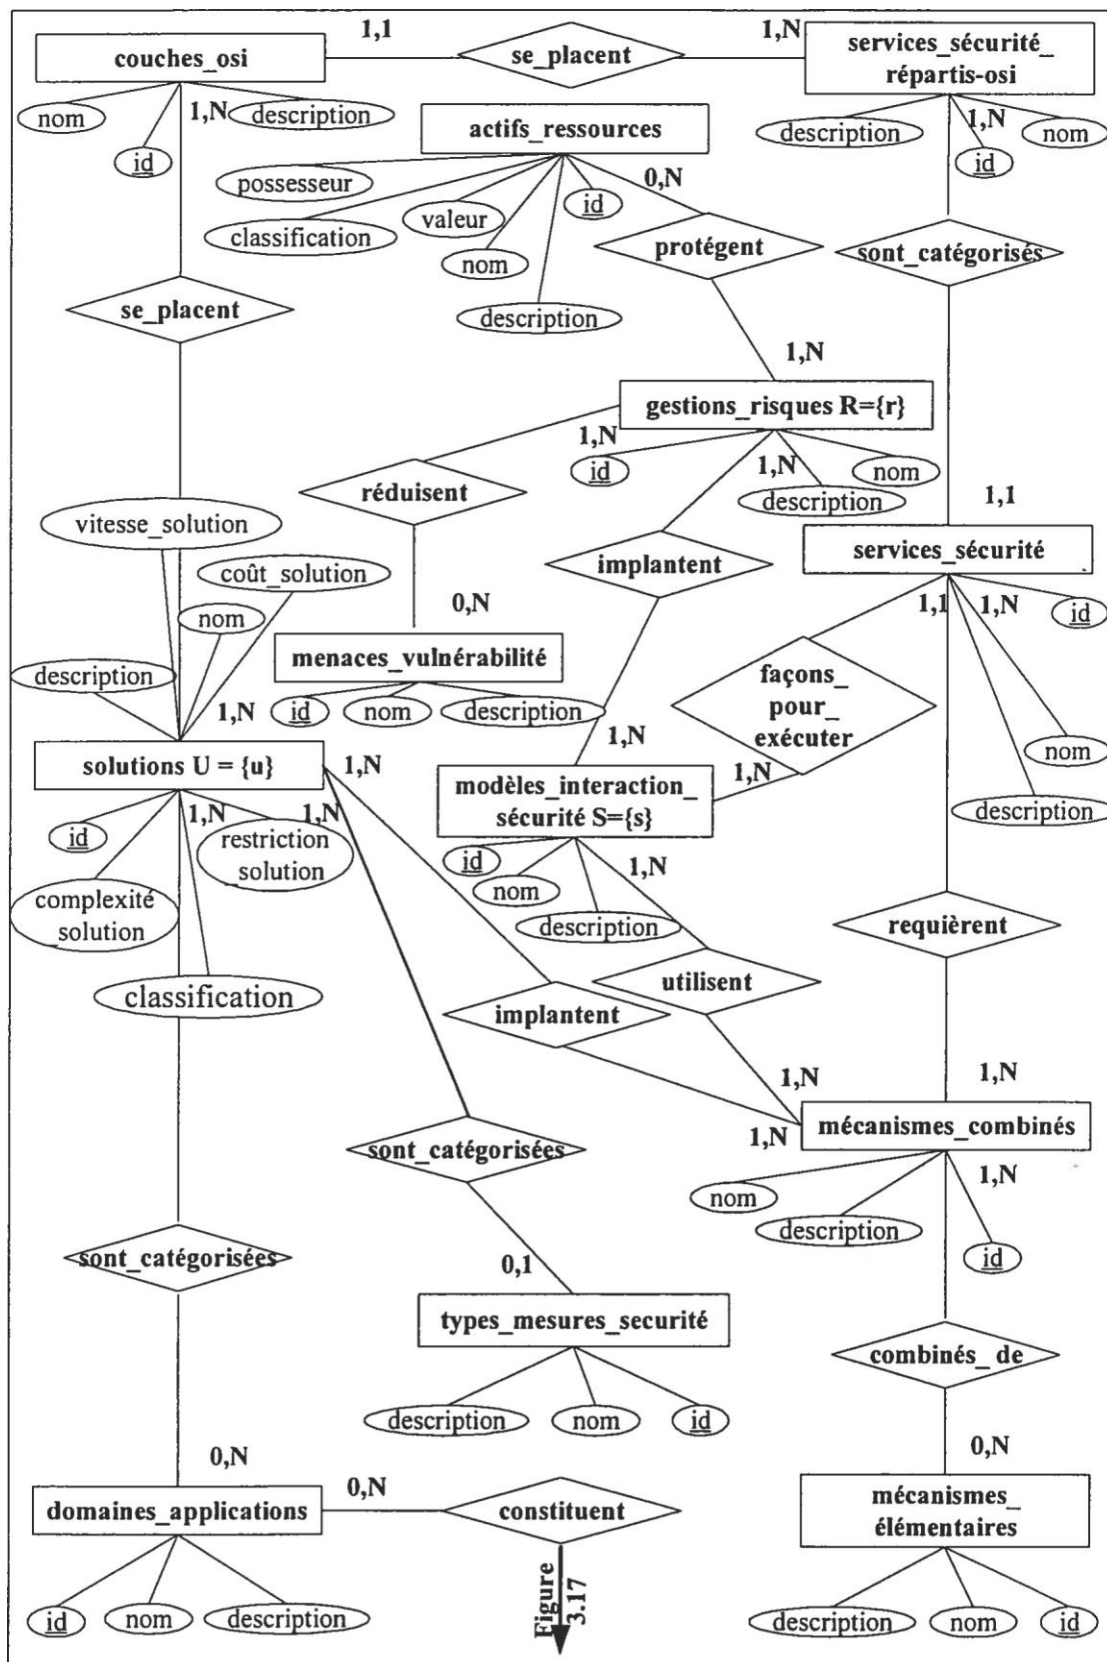 1,1
1,N
couches_osi
se_placent
services_sécurité_
répartis-osi
nom
1,N
description
id
actifs_ressources
description
1,N
nom
id
possesseur
valeur
id
0,N
classification
nom
description
protégent
sont_catégorisés
se_placent
1,N
gestions_risques R={r}
1,N
id
1,N
nom
description
réduisent
1,1
vitesse_solution
implantent
services_sécurité
coût_solution
nom
0,N
1,1
1,N
id
description
menaces_vulnérabilité
façons_
pour_
exécuter
id
nom
description
1,N
1,N
nom
solutions U = {u}
1,N
modèles_interaction_
sécurité S={s}
1,N
description
id
1,N
1,N
restriction
_solution
id
nom
1,N
description
complexité
_solution
requièrent
classification
utilisent
implantent
1,N
1,N
1,N
mécanismes_combinés
sont_catégorisées
nom
1,N
description
id
sont_catégorisées
0,1
types_mesures_securité
combinés_ de
description
nom
id
0,N
0,N
0,N
domaines_applications
constituent
mécanismes_
élémentaires
Figure
3.17
id
nom
description
description
nom
id